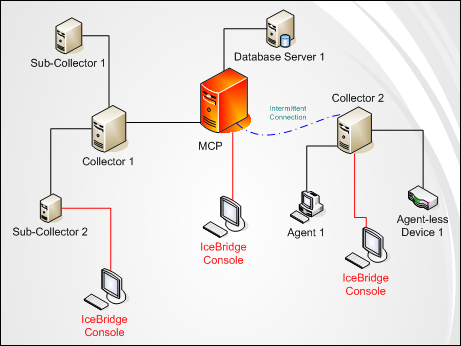 Sub-Collector 1
Database Server 1
Collector 2
Intermittent
Connection
Collector 1
MCP
Sub-Collector 2
IceBridge
Console
Agent 1
Agent-less
Device 1
IceBridge
Console
IceBridge
Console